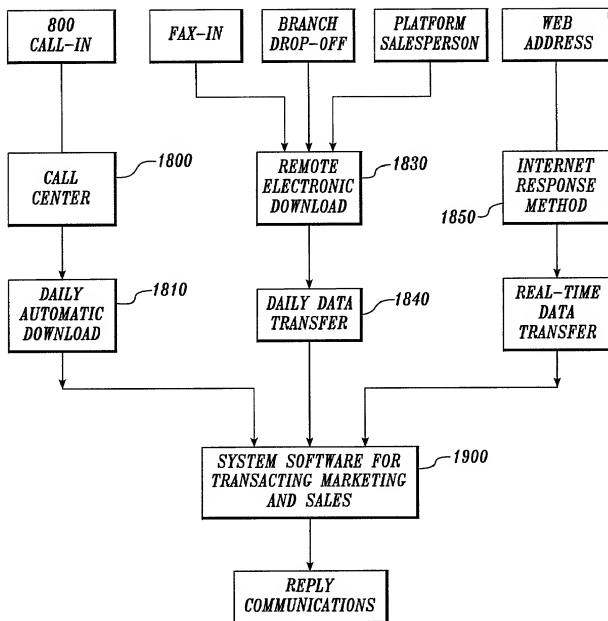 800
CALL-IN
FAX-IN
BRANCH
DROP-OFF
PLATFORM
SALESPERSON
WEB
ADDRESS
CALL
CENTER
1800
REMOTE
ELECTRONIC
DOWNLOAD
1830
INTERNET
RESPONSE
METHOD
1850
DAILY
AUTOMATIC
DOWNLOAD
1810
DAILY DATA
TRANSFER
1840
REAL-TIME
DATA
TRANSFER
SYSTEM SOFTWARE FOR
TRANSACTING MARKETING
AND SALES
1900
REPLY
COMMUNICATIONS